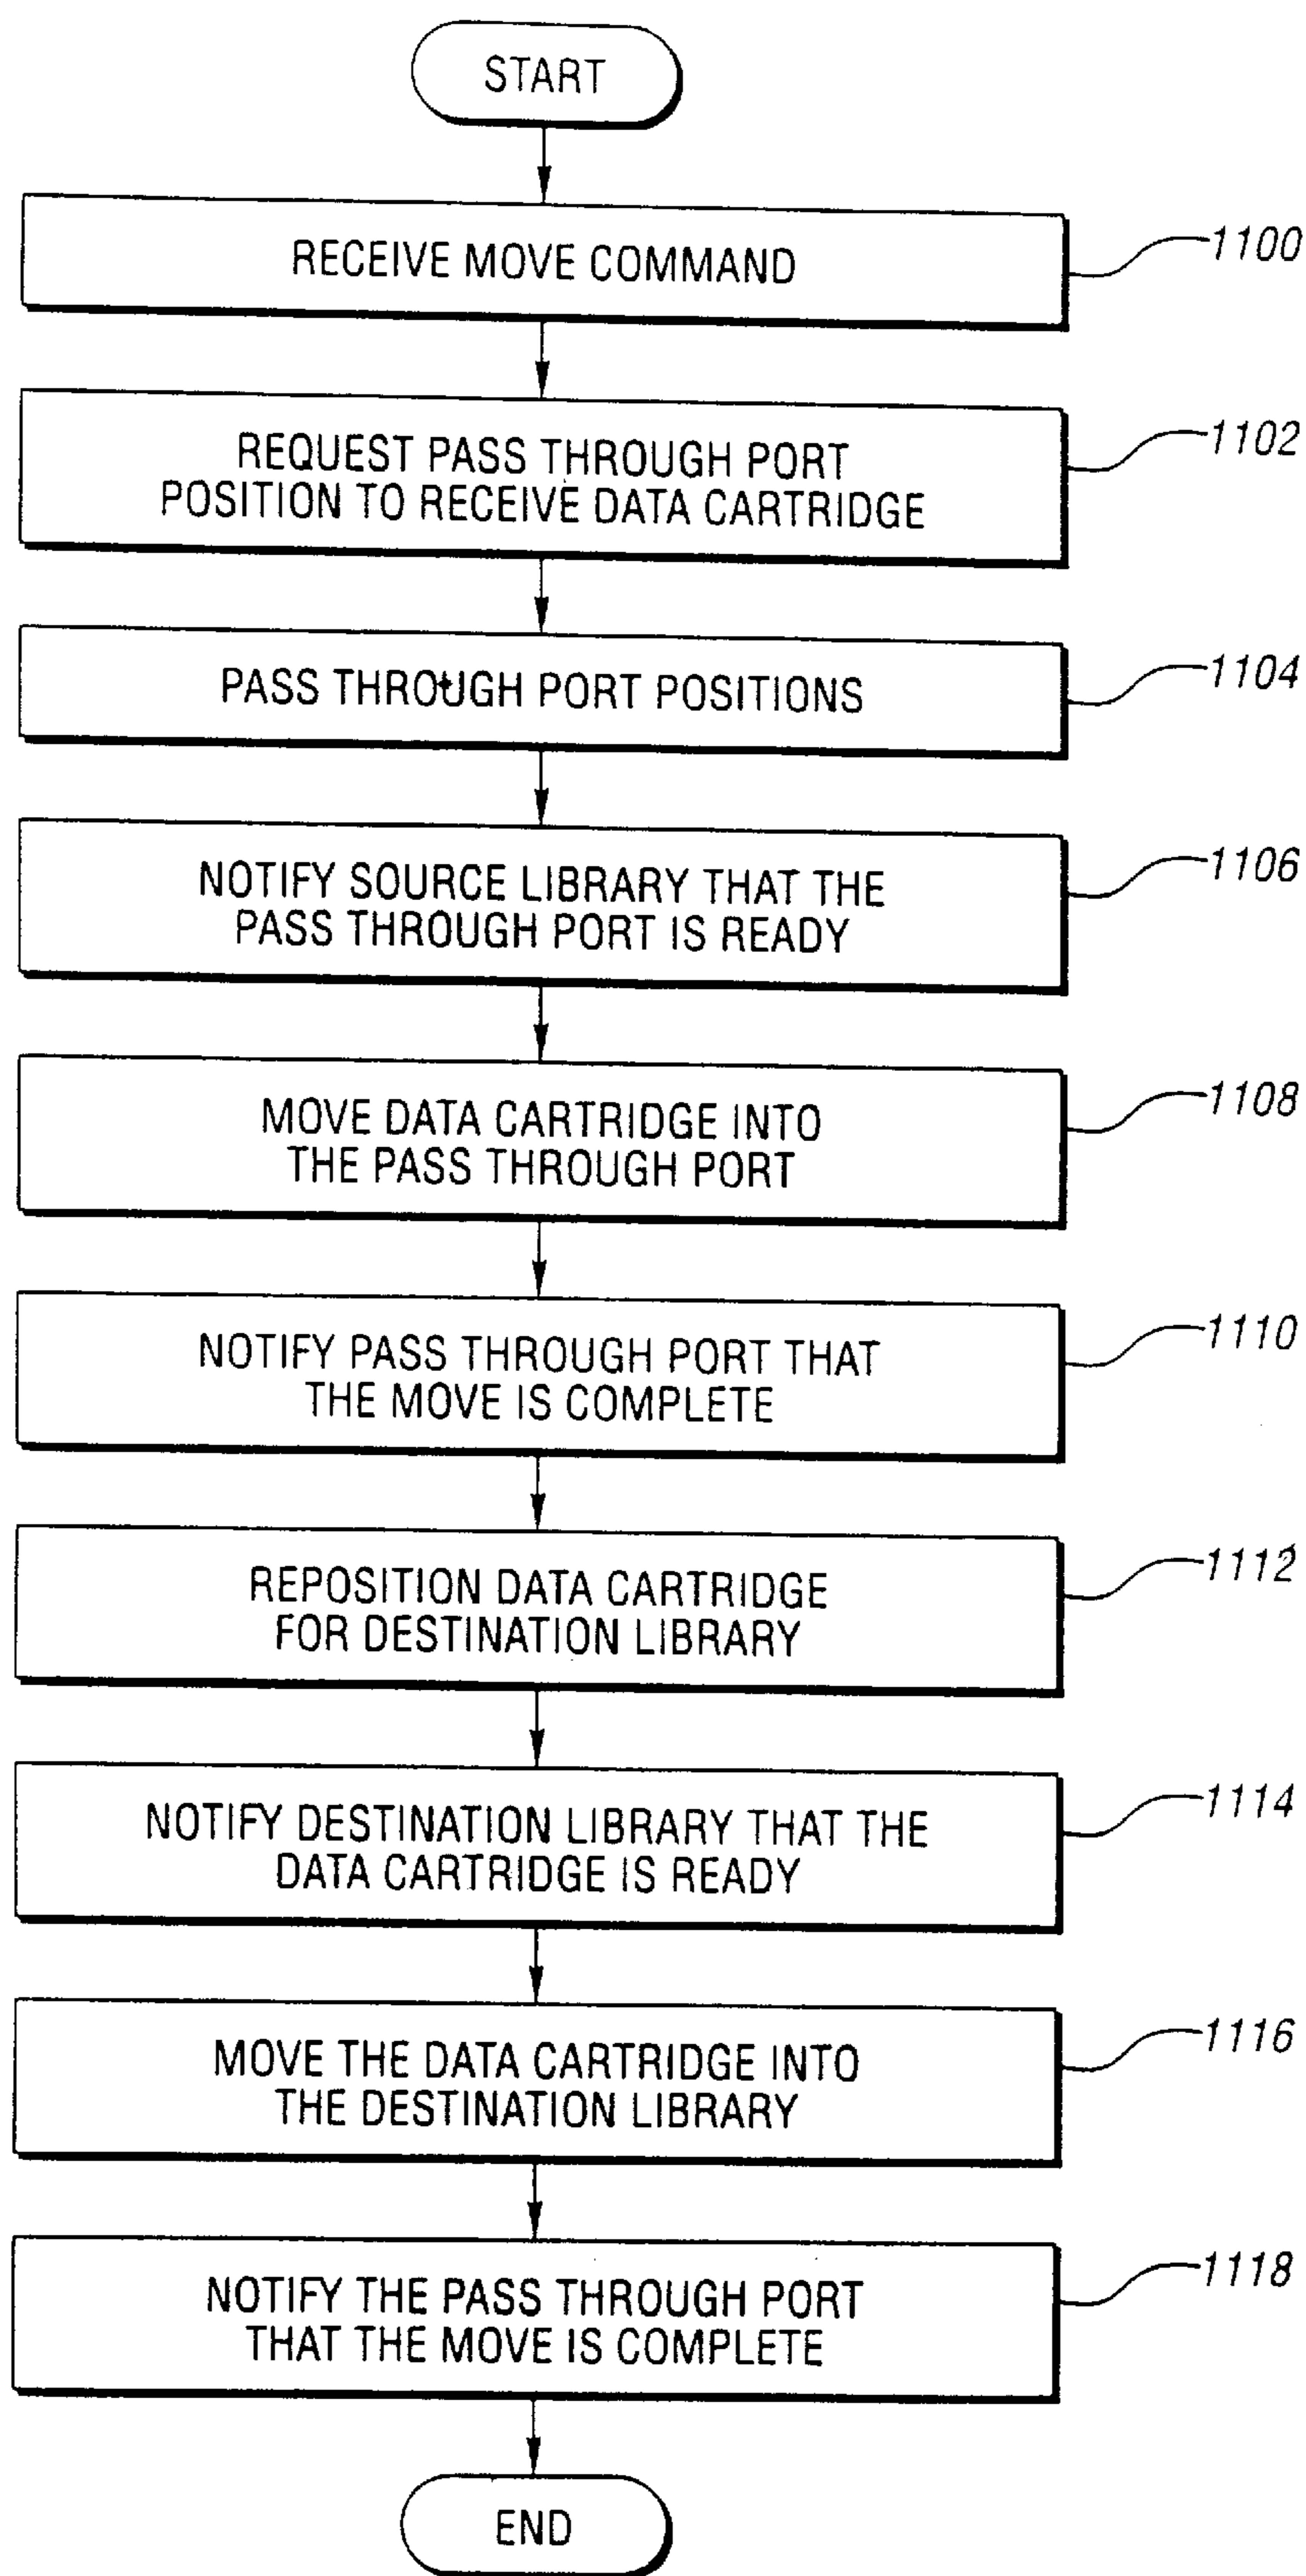 START
RECEIVE MOVE COMMAND
1100
REQUEST PASS THROUGH PORT
POSITION TO RECEIVE DATA CARTRIDGE
1102
PASS THROUGH PORT POSITIONS
1104
NOTIFY SOURCE LIBRARY THAT THE
PASS THROUGH PORT IS READY
1106
MOVE DATA CARTRIDGE INTO
THE PASS THROUGH PORT
1108
NOTIFY PASS THROUGH PORT THAT
THE MOVE IS COMPLETE
1110
REPOSITION DATA CARTRIDGE
FOR DESTINATION LIBRARY
1112
NOTIFY DESTINATION LIBRARY THAT THE
DATA CARTRIDGE IS READY
1114
MOVE THE DATA CARTRIDGE INTO
THE DESTINATION LIBRARY
1116
NOTIFY THE PASS THROUGH PORT
THAT THE MOVE IS COMPLETE
1118
END